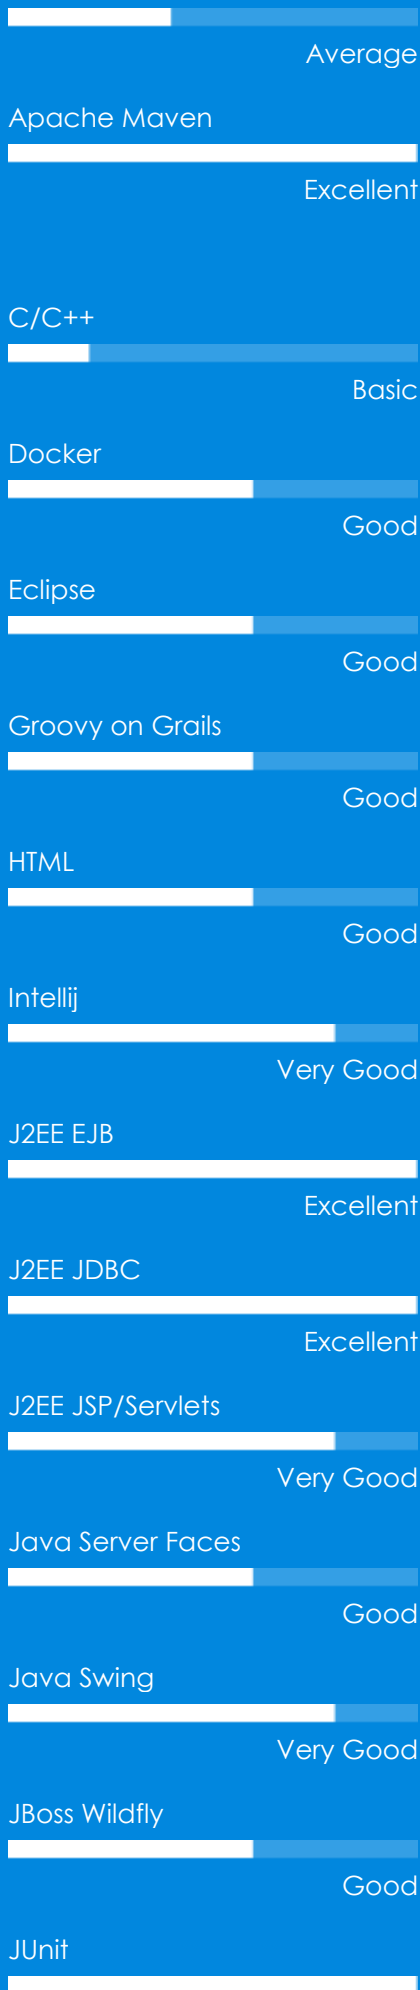 Average
Apache Maven
Excellent
C/C++
Basic
Docker
Good
Eclipse
Good
Groovy on Grails
Good
HTML
Good
Intellij
Very Good
J2EE EJB
Excellent
J2EE JDBC
Excellent
J2EE JSP/Servlets
Very Good
Java Server Faces
Good
Java Swing
Very Good
JBoss Wildfly
Good
JUnit